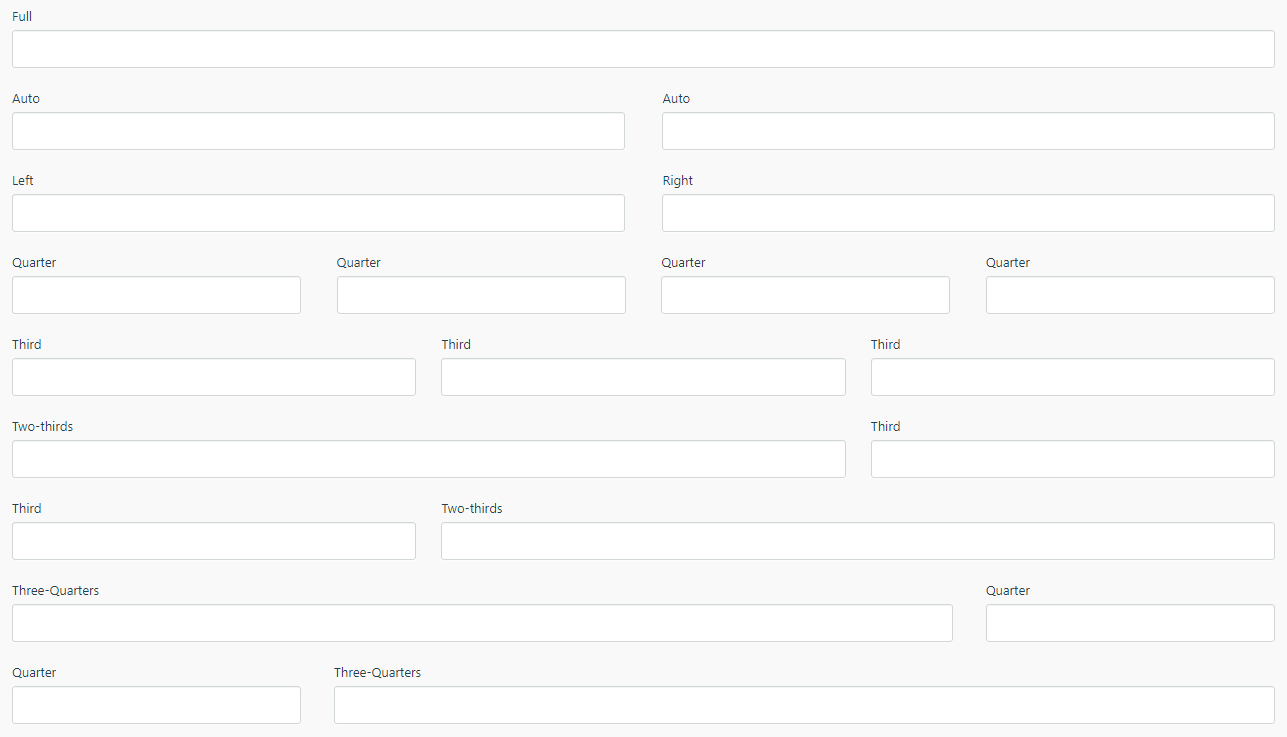 Full
Auto Auto
Left Right
Quarter Quarter Quarter Quarter
Third Third Third
Two-thirds Third
Third Two-thirds
Three-Quarters Quarter
Quarter Three-Quarters